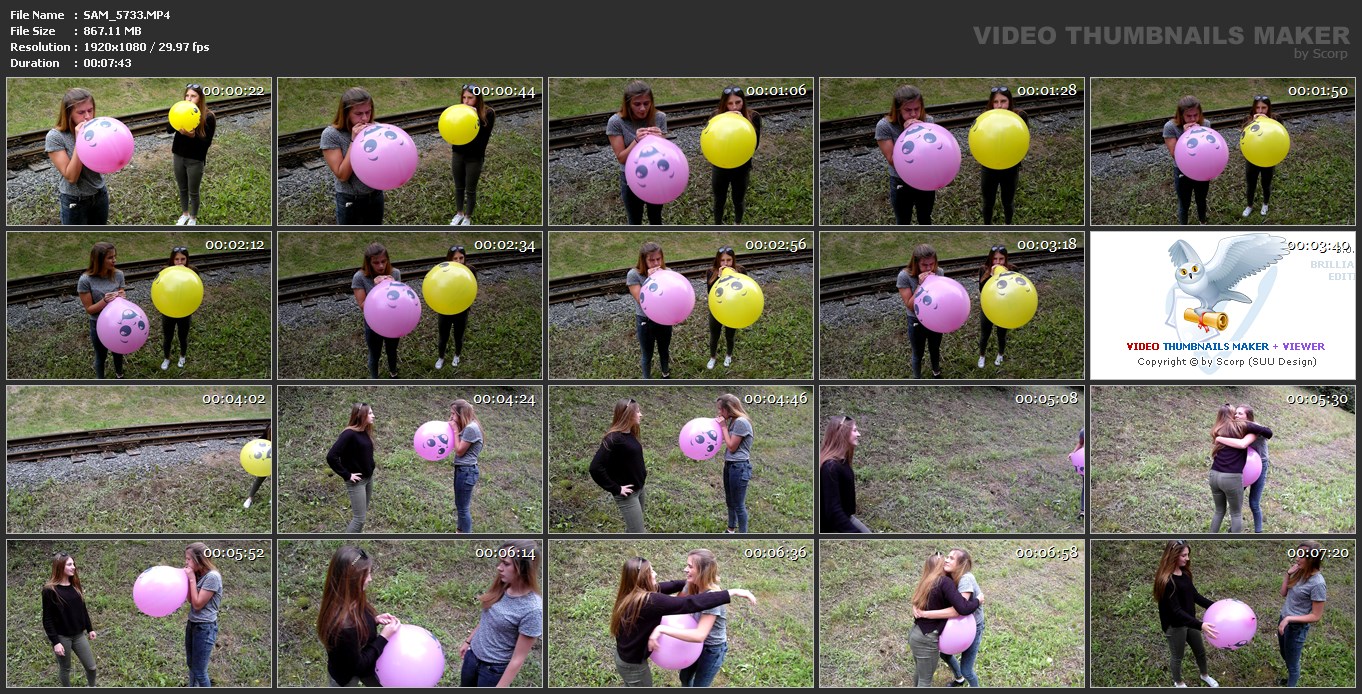 File Name : SAM_5733.MP4
File Size : 867.11 MB
Resolution : 1920x1080 / 29.97 fps
Duration : 00:07:43
VIDEO THUMBNAILS MAKER
by Scorp
00:00:22
00:00:44
00:01:06
00:01:28
00:01:50
00:02:12
00:02:34
00:02:56
00:03:18
00:03:40
BRILLIA
EDIT
VIDEO THUMBNAILS MAKER + VIEWER
Copyright © by Scorp (SUU Design)
00:04:02
00:04:24
00:04:46
00:05:08
00:05:30
00:05:52
00:06:14
00:06:36
00:06:58
00:07:20